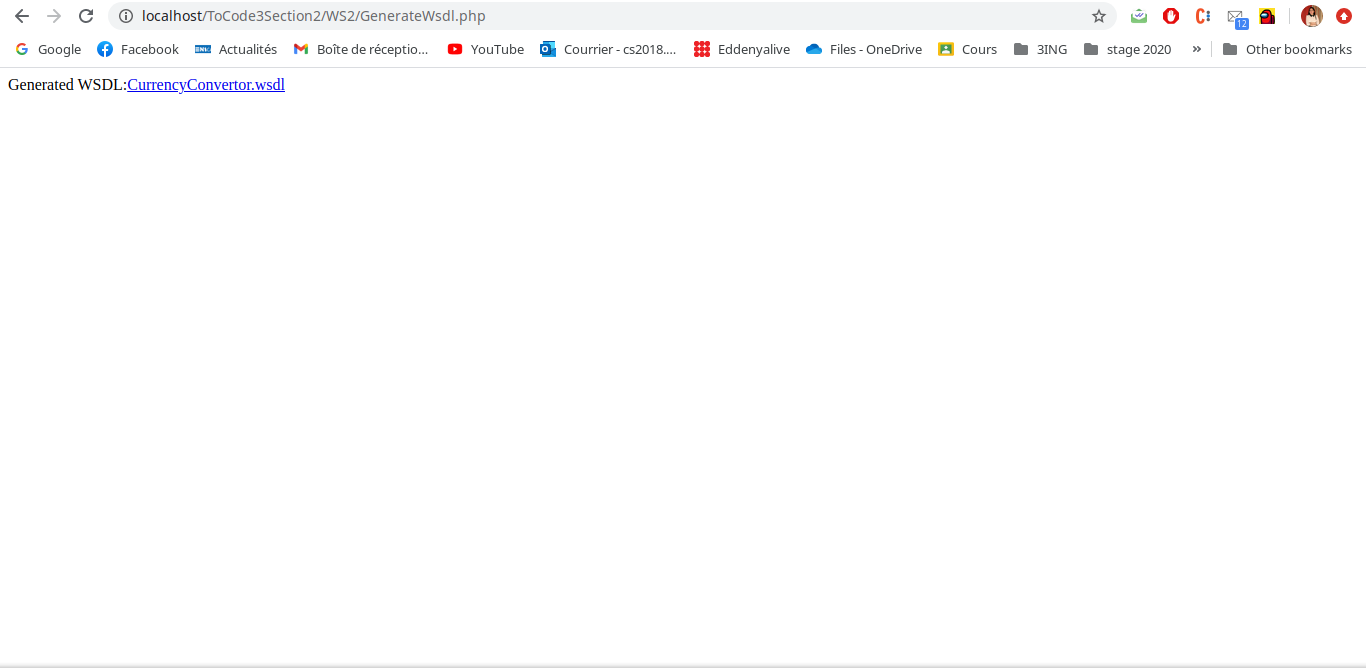 localhost/ToCode3Section2/WS2/GenerateWsdl.php
12
Google Facebook Actualités Boîte de réceptio... YouTube Courrier - cs2018.... Eddenyalive Files - OneDrive Cours 3ING stage 2020 » Other bookmarks
Generated WSDL:CurrencyConvertor.wsdl